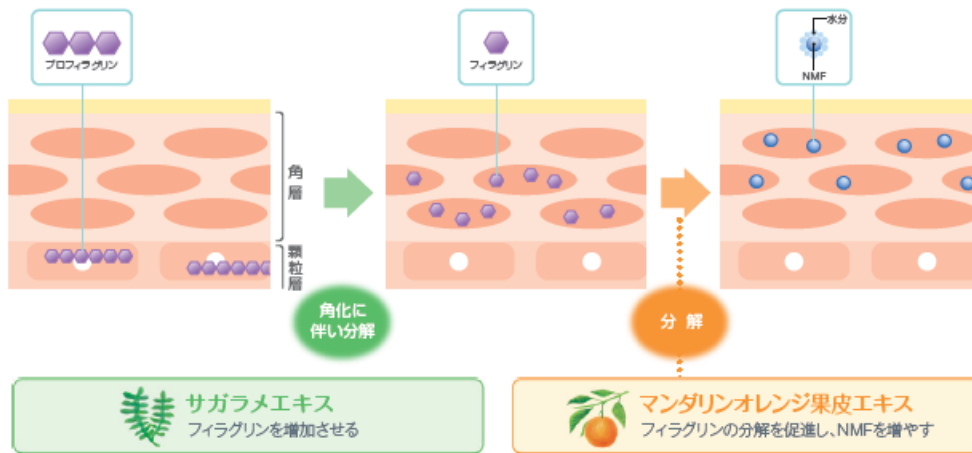 プロフィラグリン
フィラグリン
水分
NMF
角層
顆粒層
角化に
伴い分解
分解
サガラメエキス
フィラグリンを増加させる
マンダリンオレンジ果皮エキス
フィラグリンの分解を促進し、NMFを増やす